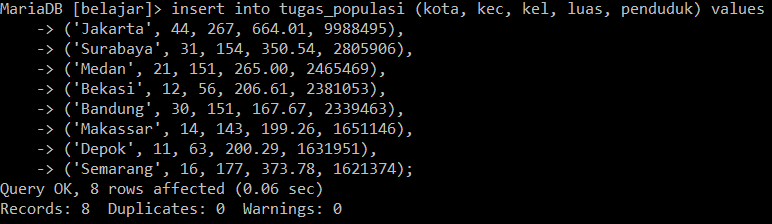 MariaDB [belajar]> insert into tugas_populasi (kota, kec, kel, luas, penduduk) values
    -> ('Jakarta', 44, 267, 664.01, 9988495),
    -> ('Surabaya', 31, 154, 350.54, 2805906),
    -> ('Medan', 21, 151, 265.00, 2465469),
    -> ('Bekasi', 12, 56, 206.61, 2381053),
    -> ('Bandung', 30, 151, 167.67, 2339463),
    -> ('Makassar', 14, 143, 199.26, 1651146),
    -> ('Depok', 11, 63, 200.29, 1631951),
    -> ('Semarang', 16, 177, 373.78, 1621374);
Query OK, 8 rows affected (0.06 sec)
Records: 8  Duplicates: 0  Warnings: 0